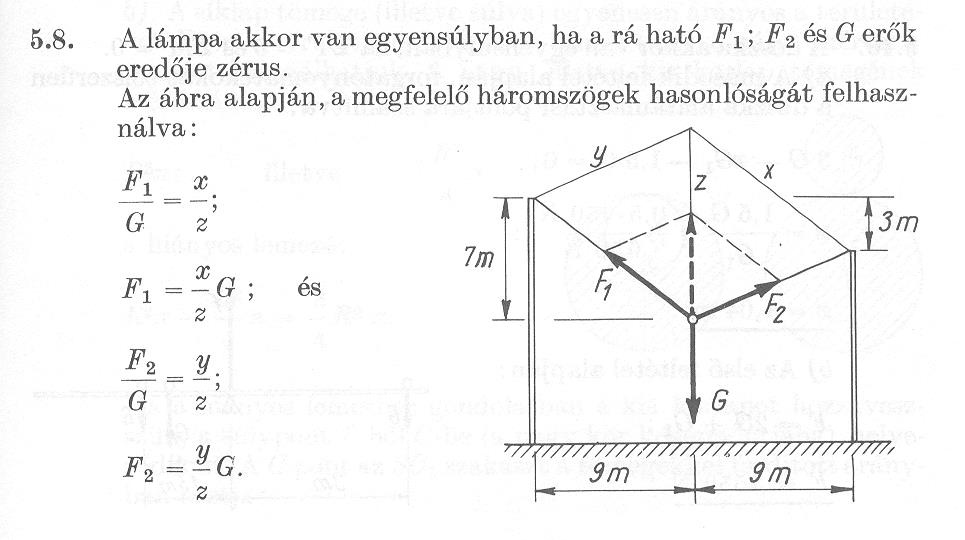 5.8. A lámpa akkor van egyensúlyban, ha a rá ható F₁; F₂ és G erők
eredője zérus.
Az ábra alapján, a megfelelő háromszögek hasonlóságát felhasz-
nálva:
F₁/G = x/z;
F₁ = x/z G; és
F₂/G = y/z;
F₂ = y/z G.
y
x
z
3m
7m
F₁
F₂
G
9m
9m